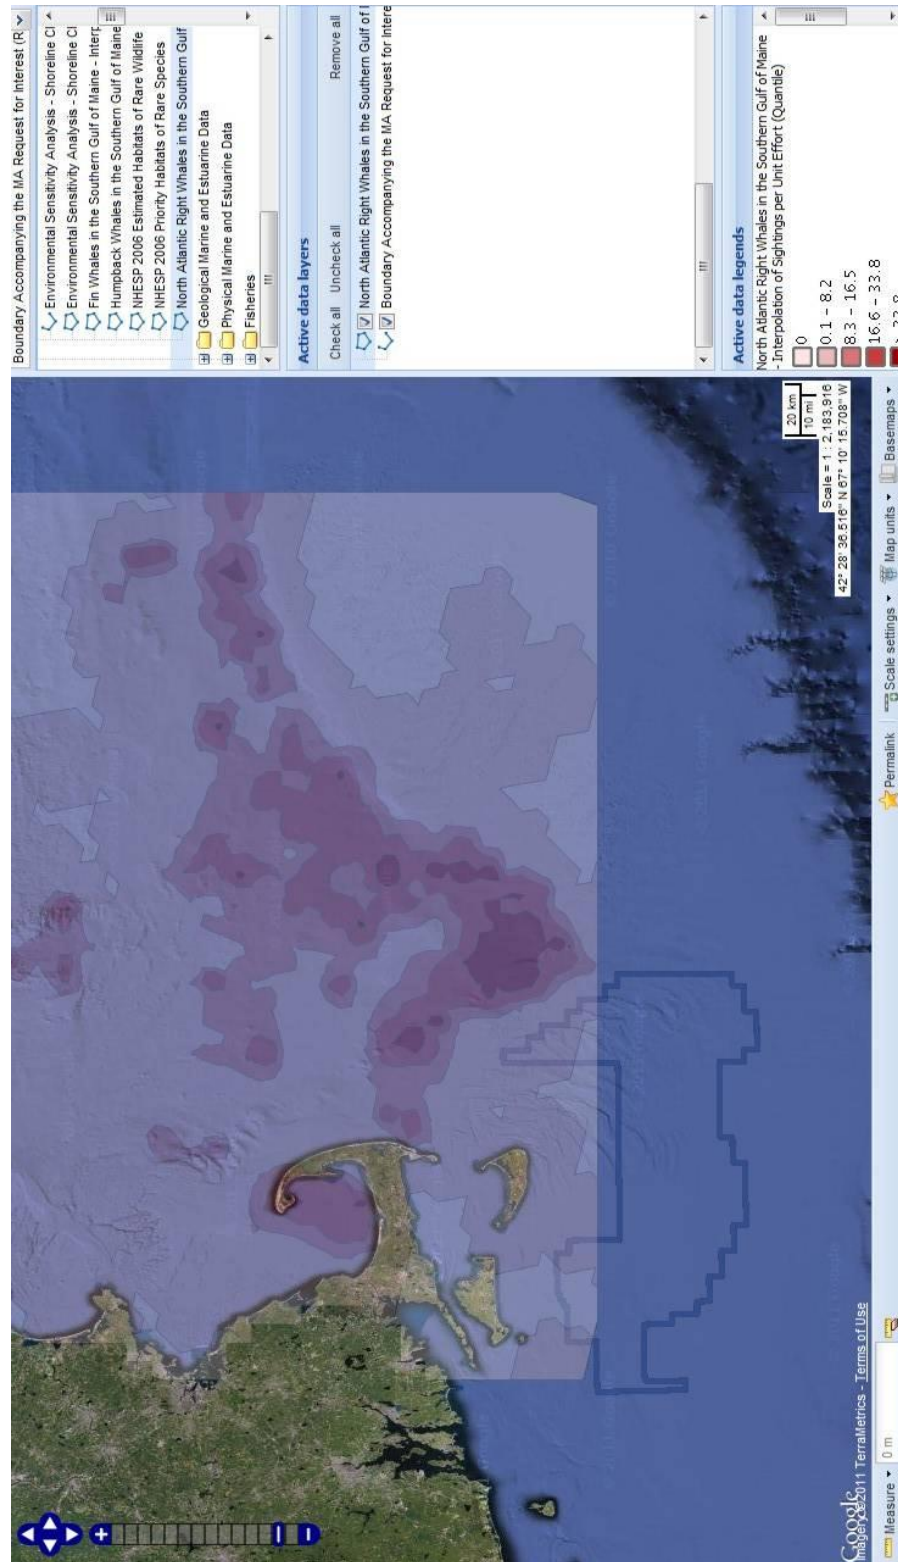 Boundary Accompanying the MA Request for Interest (R
Environmental Sensitivity Analysis - Shoreline Cl
Environmental Sensitivity Analysis - Shoreline Cl
Fin Whales in the Southern Gulf of Maine - Interp
Humpback Whales in the Southern Gulf of Maine
NHESP 2006 Estimated Habitats of Rare Wildlife
NHESP 2006 Priority Habitats of Rare Species
North Atlantic Right Whales in the Southern Gulf
Geological Marine and Estuarine Data
Physical Marine and Estuarine Data
Fisheries
Active data layers
Check all Uncheck all Remove all
North Atlantic Right Whales in the Southern Gulf of
Boundary Accompanying the MA Request for Intere
Active data legends
North Atlantic Right Whales in the Southern Gulf of Maine
- Interpolation of Sightings per Unit Effort (Quantile)
0
0.1 - 8.2
8.3 - 16.5
16.6 - 33.8
20 km
10 mi
Scale = 1 : 2,183,916
42° 28' 36.516" N 67° 10' 15.708" W
Google
Imagery ©2011 TerraMetrics - Terms of Use
Measure 0 m Permalink Scale settings Map units Basemaps